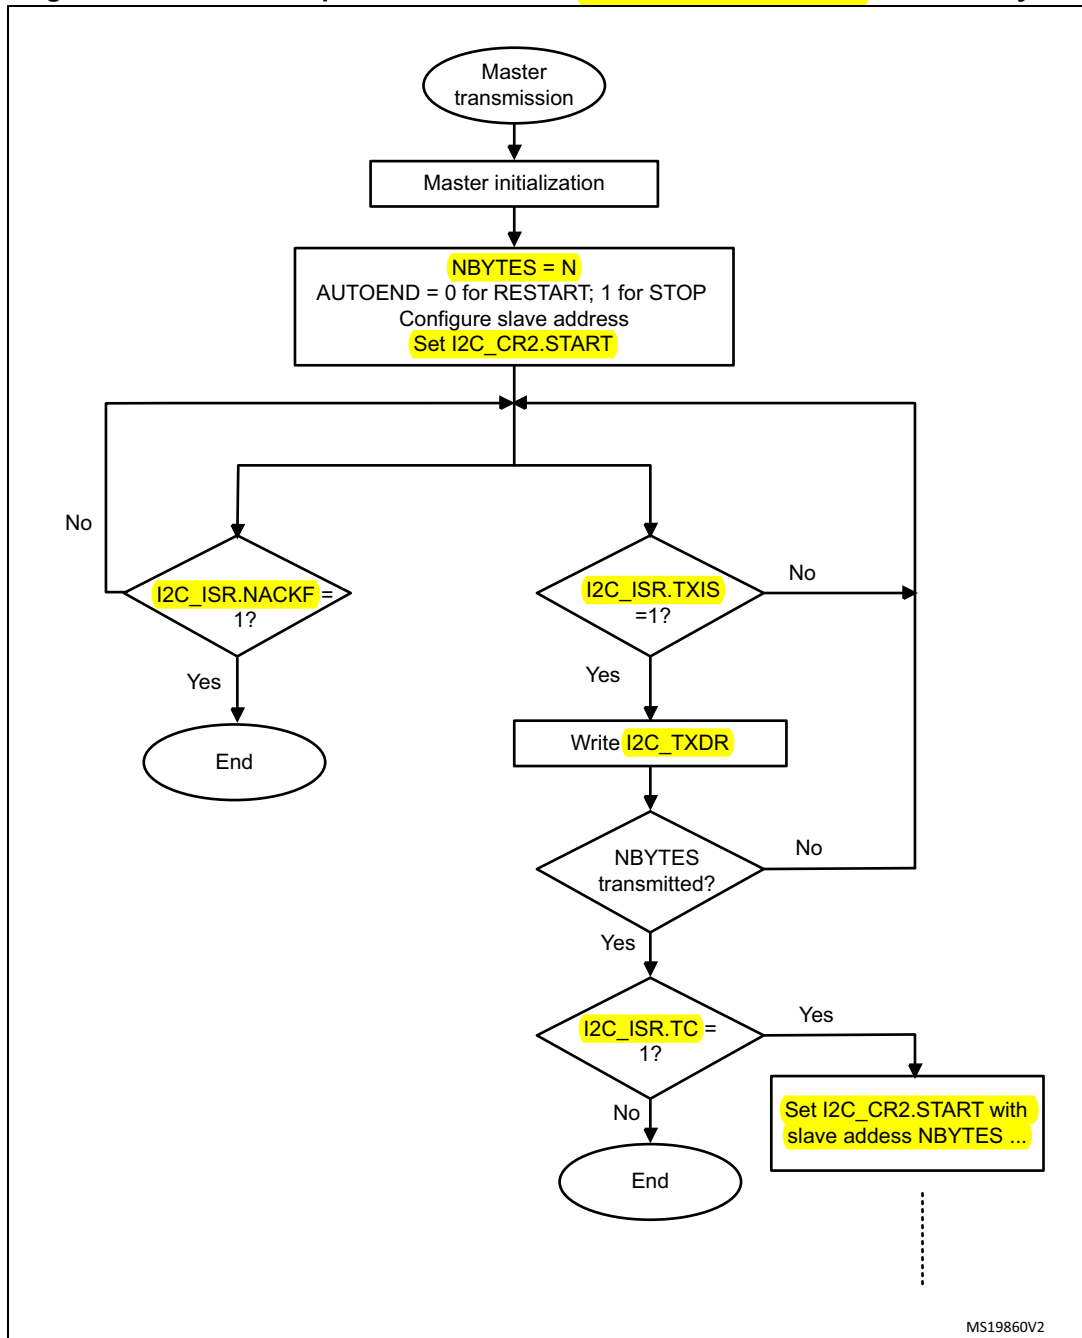 Master
transmission
Master initialization
NBYTES = N
AUTOEND = 0 for RESTART; 1 for STOP
Configure slave address
Set I2C_CR2.START
No
I2C_ISR.NACKF =
1?
Yes
End
I2C_ISR.TXIS
=1?
No
Yes
Write I2C_TXDR
NBYTES
transmitted?
No
Yes
I2C_ISR.TC =
1?
Yes
No
Set I2C_CR2.START with
slave addess NBYTES ...
End
MS19860V2